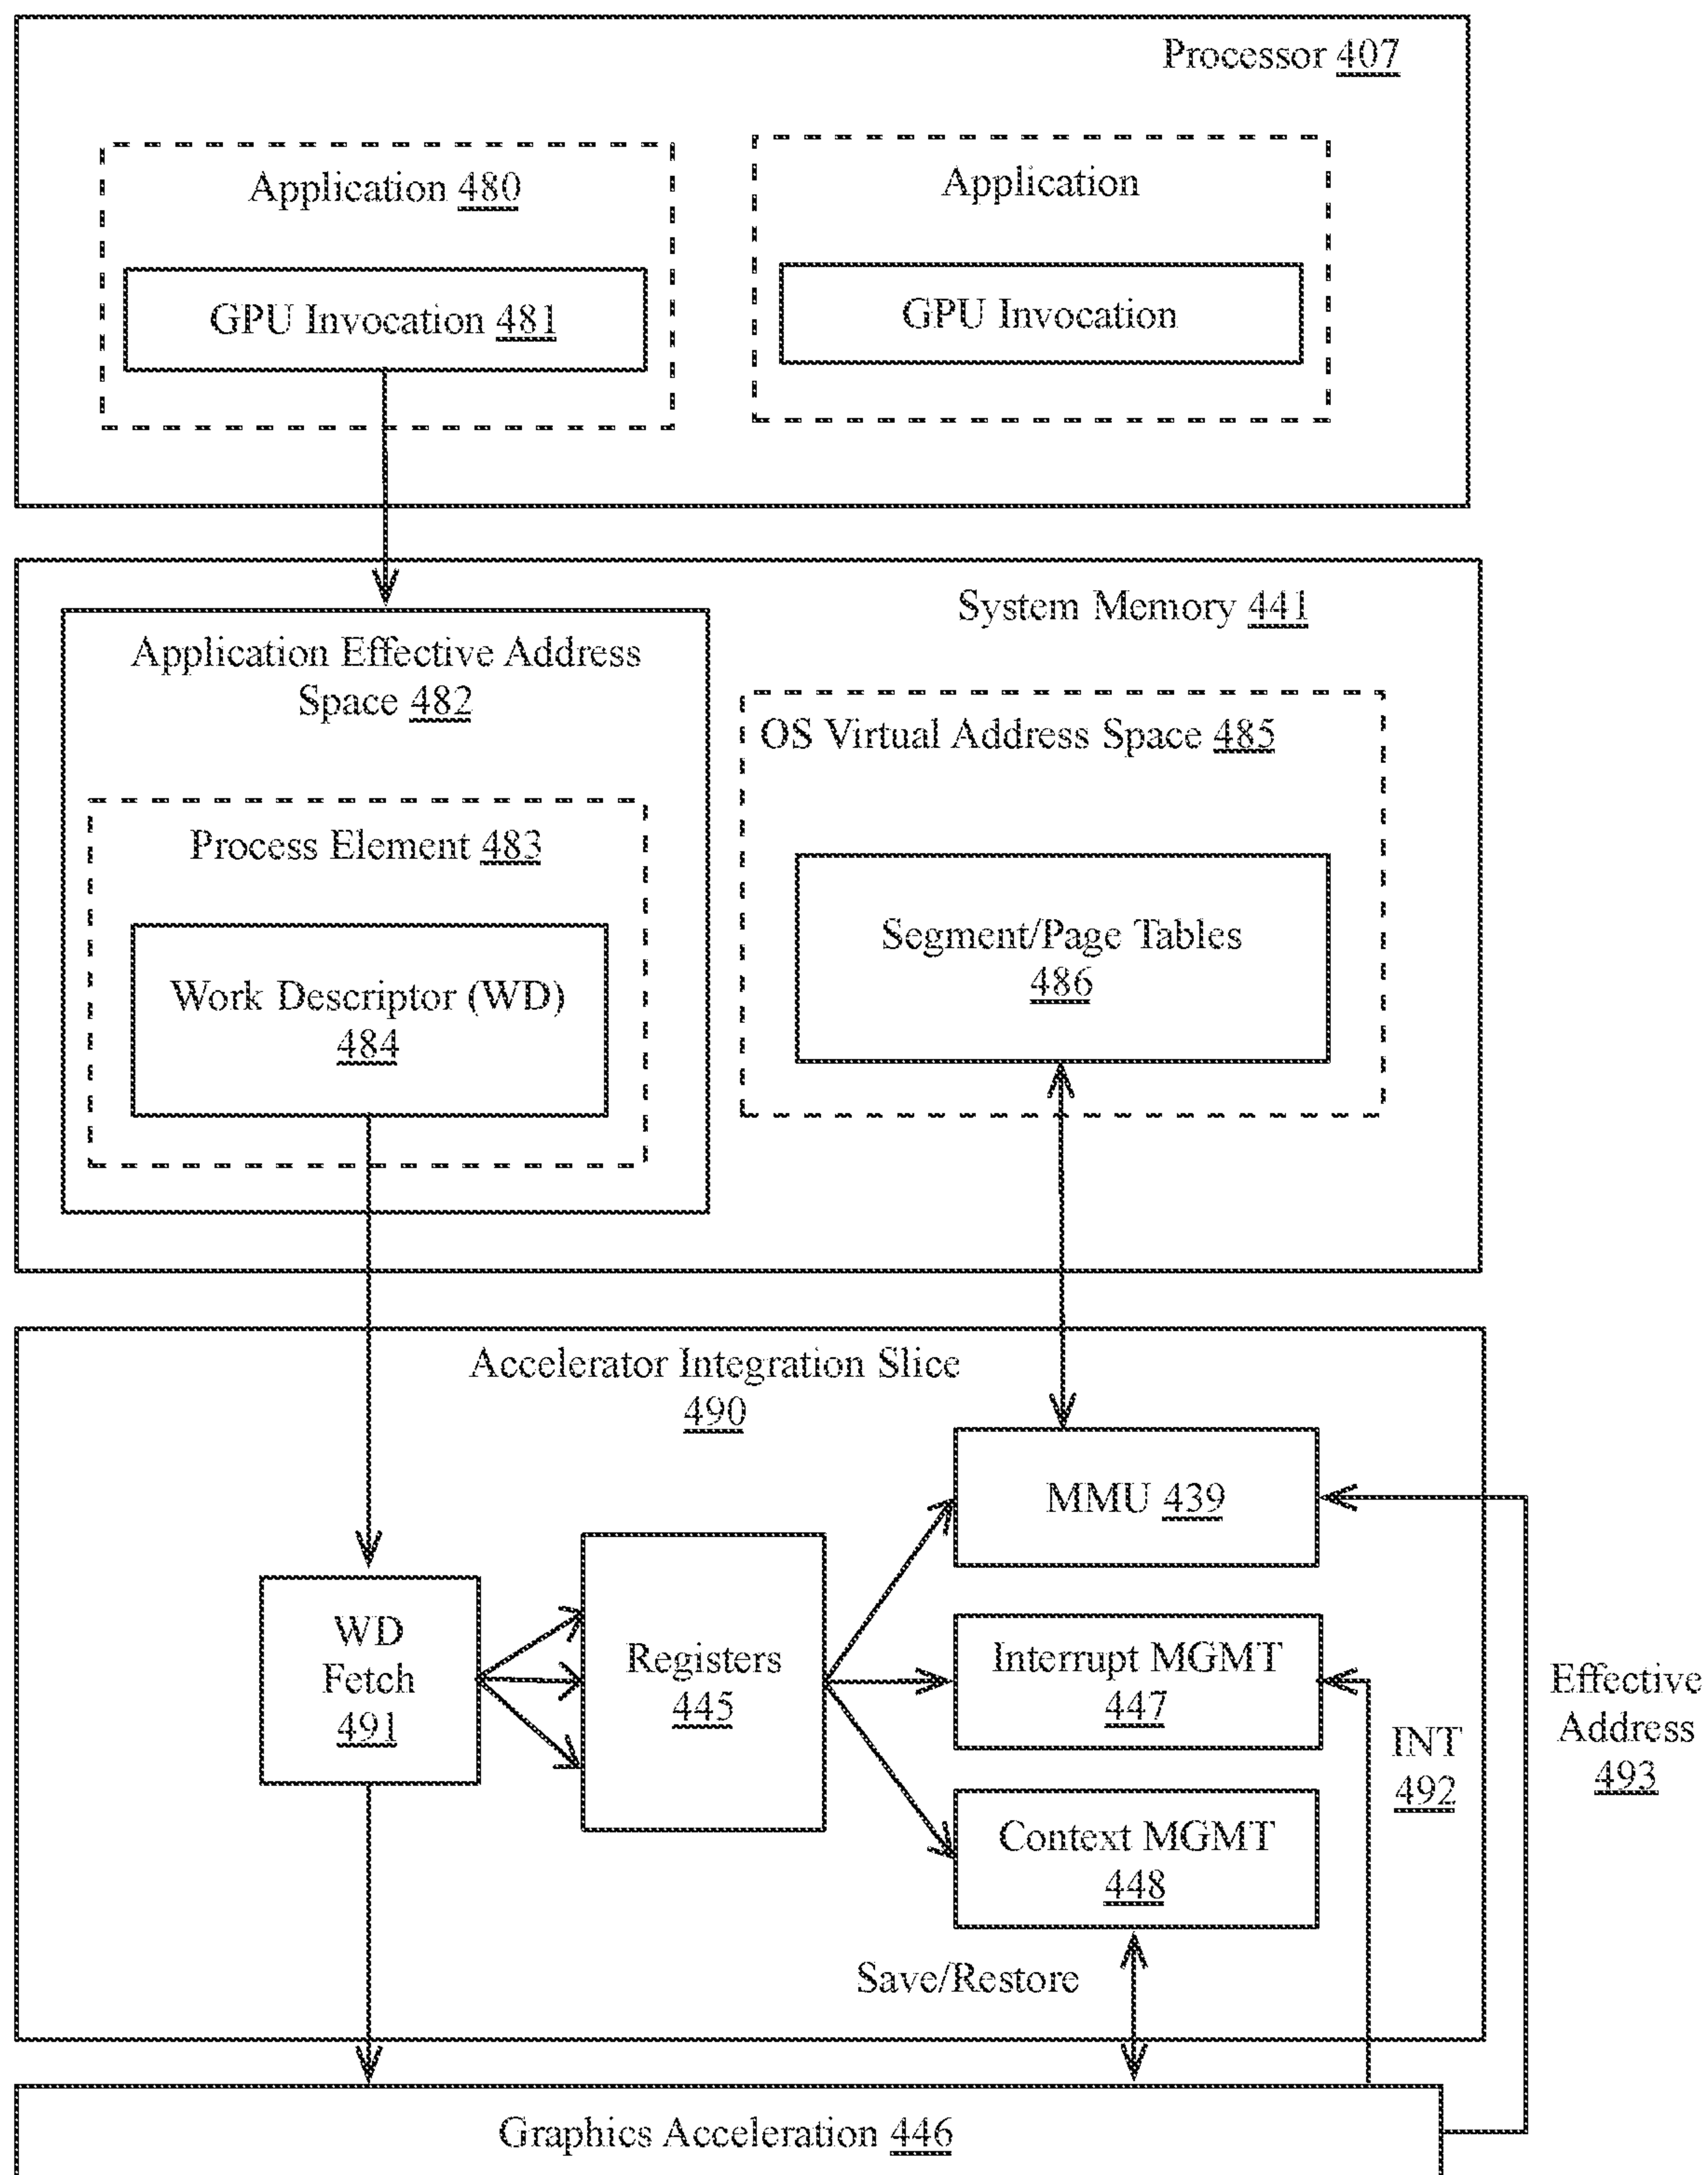 Processor 407
Application 480
Application
GPU Invocation 481
GPU Invocation
System Memory 441
Application Effective Address
Space 482
OS Virtual Address Space 485
Process Element 483
Segment/Page Tables
486
Work Descriptor (WD)
484
Accelerator Integration Slice
490
MMU 439
WD
Fetch
491
Registers
445
Interrupt MGMT
447
INT
492
Effective
Address
493
Context MGMT
448
Save/Restore
Graphics Acceleration 446